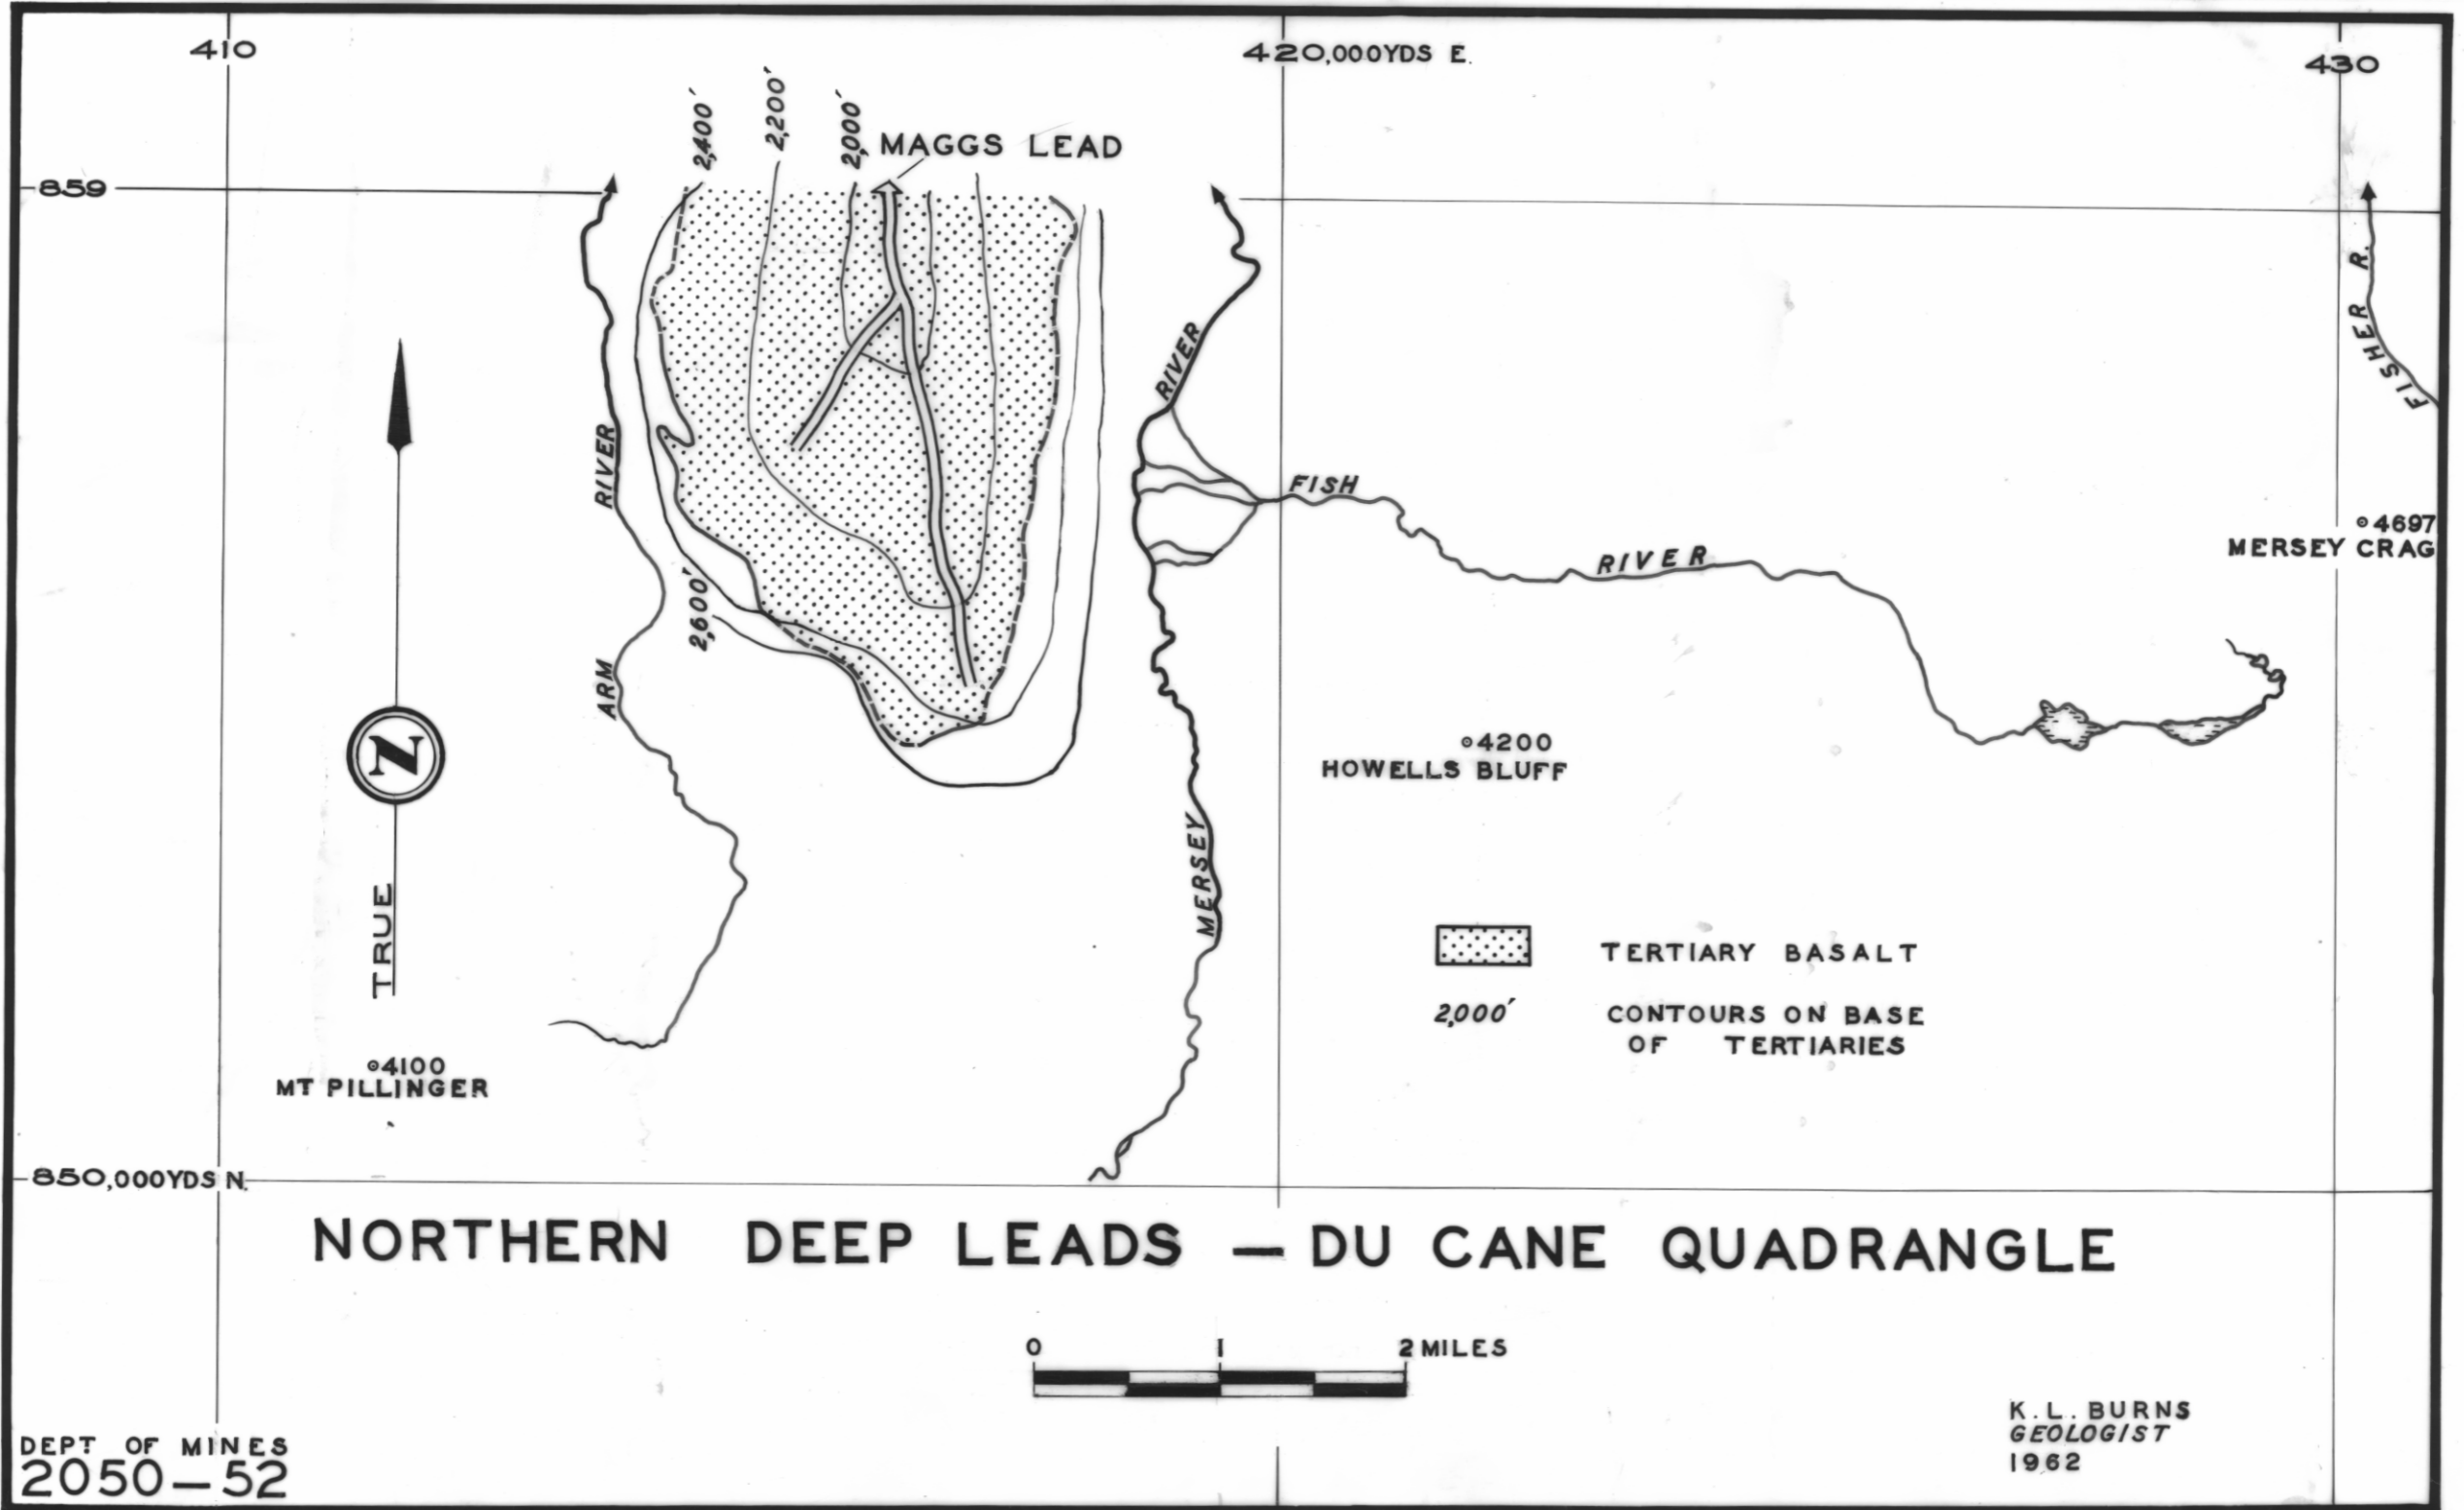 410
420,000YDS E.
430
2,400′
2,200′
2,000′
MAGGS LEAD
859
FISHER R.
RIVER
RIVER
FISH
RIVER
4697
MERSEY CRAG
2,600′
ARM
N
4200
HOWELLS BLUFF
MERSEY
TRUE
TERTIARY BASALT
2,000′ CONTOURS ON BASE
OF TERTIARIES
4100
MT PILLINGER
850,000YDS N.
NORTHERN DEEP LEADS — DU CANE QUADRANGLE
0 1 2 MILES
K. L. BURNS
GEOLOGIST
1962
DEPT OF MINES
2050—52